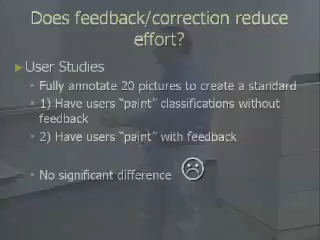 Does feedback/correction reduce
effort?
User Studies
Fully annotate 20 pictures to create a standard
1) Have users “paint” classifications without
feedback
2) Have users “paint” with feedback
No significant difference